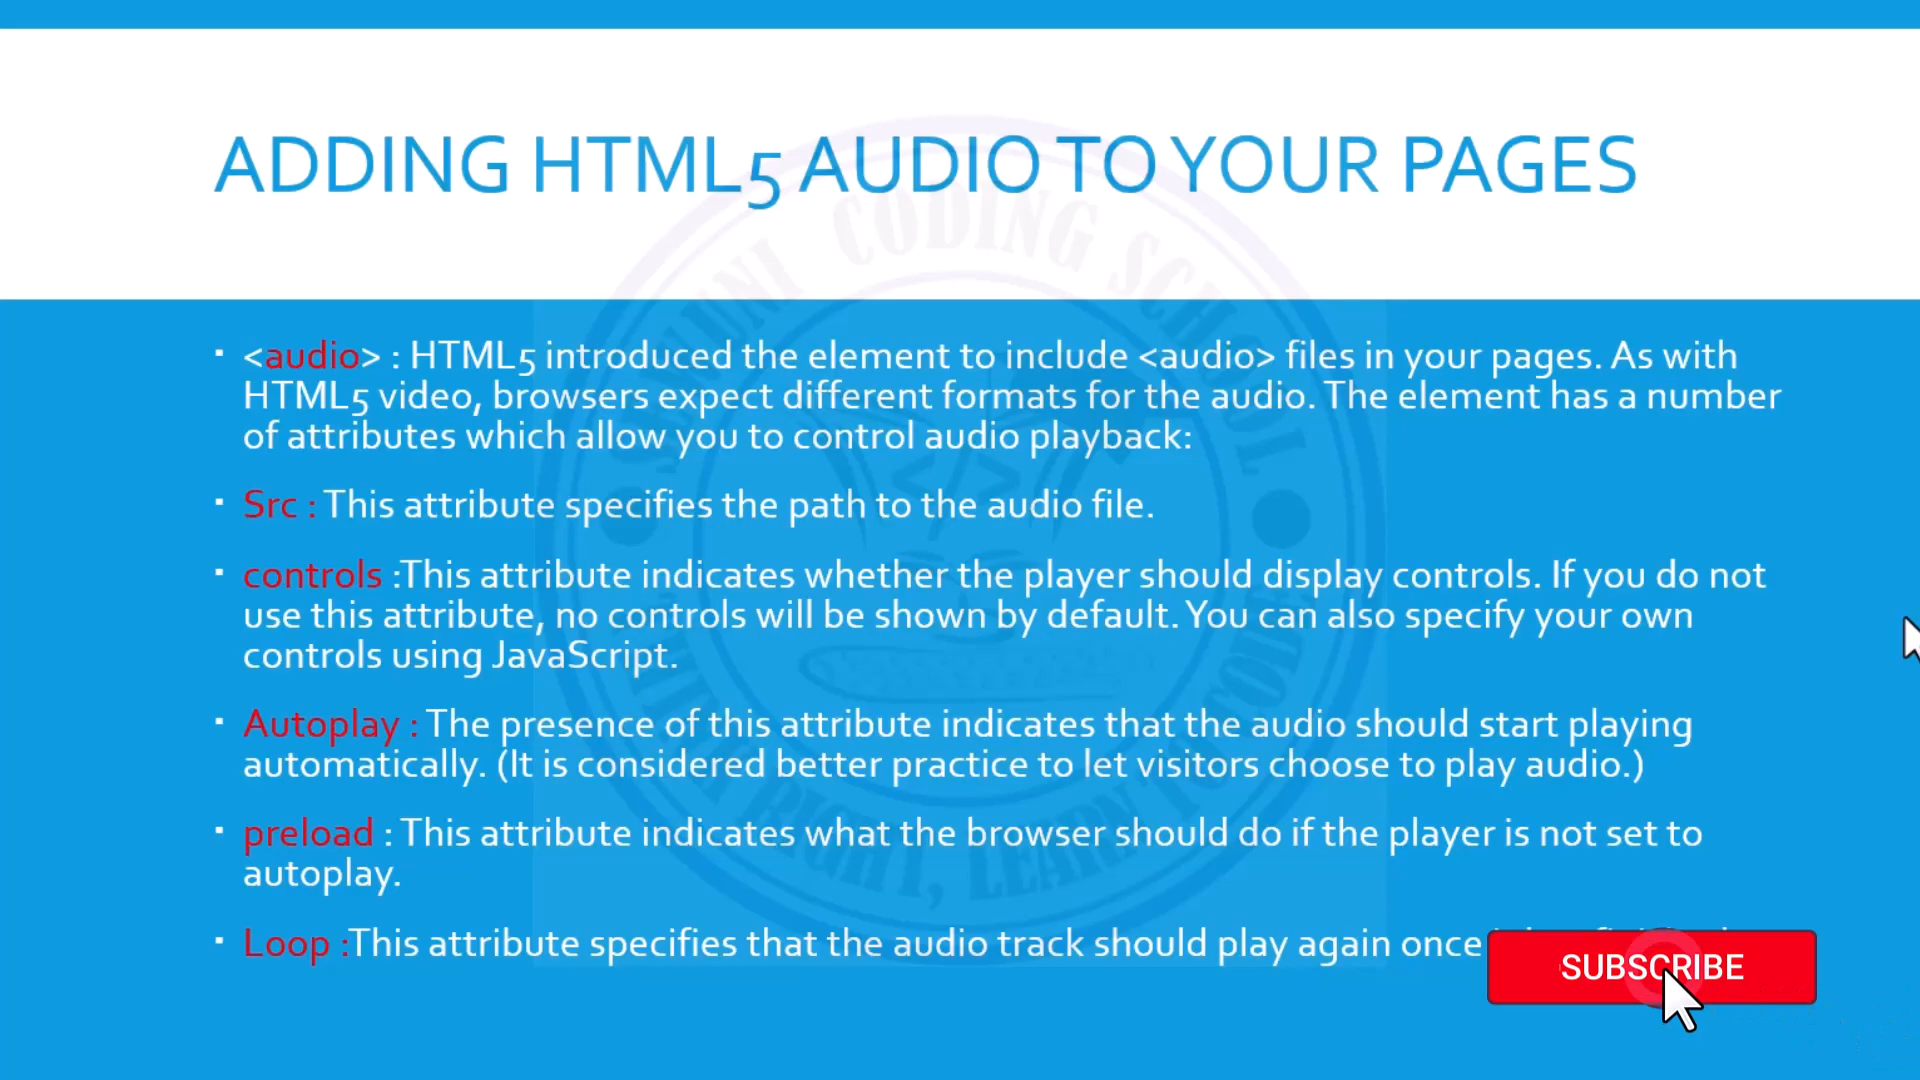 ADDING HTML5 AUDIO TO YOUR PAGES
CODING SCHOOL
▪ <audio> : HTML5 introduced the element to include <audio> files in your pages. As with
HTML5 video, browsers expect different formats for the audio. The element has a number
of attributes which allow you to control audio playback:
▪ Src : This attribute specifies the path to the audio file.
▪ controls :This attribute indicates whether the player should display controls. If you do not
use this attribute, no controls will be shown by default. You can also specify your own
controls using JavaScript.
▪ Autoplay : The presence of this attribute indicates that the audio should start playing
automatically. (It is considered better practice to let visitors choose to play audio.)
▪ preload : This attribute indicates what the browser should do if the player is not set to
autoplay.
▪ Loop :This attribute specifies that the audio track should play again once
RIGHT, LEARN TO CODE
SUBSCRIBE